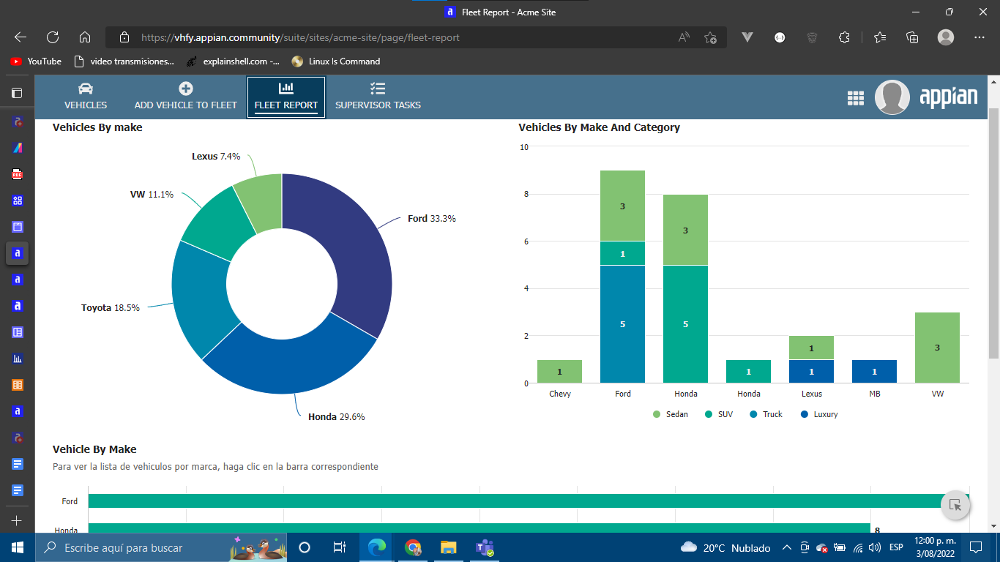 Fleet Report - Acme Site
https://vhfy.appian.community/suite/sites/acme-site/page/fleet-report
YouTube
video transmisiones...
explainshell.com -...
Linux Is Command
VEHICLES
ADD VEHICLE TO FLEET
FLEET REPORT
SUPERVISOR TASKS
appian
Vehicles By make
Lexus 7.4%
VW 11.1%
Ford 33.3%
Toyota 18.5%
Honda 29.6%
Vehicles By Make And Category
10
8
6
4
2
0
1
3
1
5
3
5
1
1
1
1
3
Chevy
Ford
Honda
Honda
Lexus
MB
VW
Sedan
SUV
Truck
Luxury
Vehicle By Make
Para ver la lista de vehiculos por marca, haga clic en la barra correspondiente
Ford
Honda
8
Escribe aquí para buscar
20°C Nublado
ESP
12:00 p. m.
3/08/2022